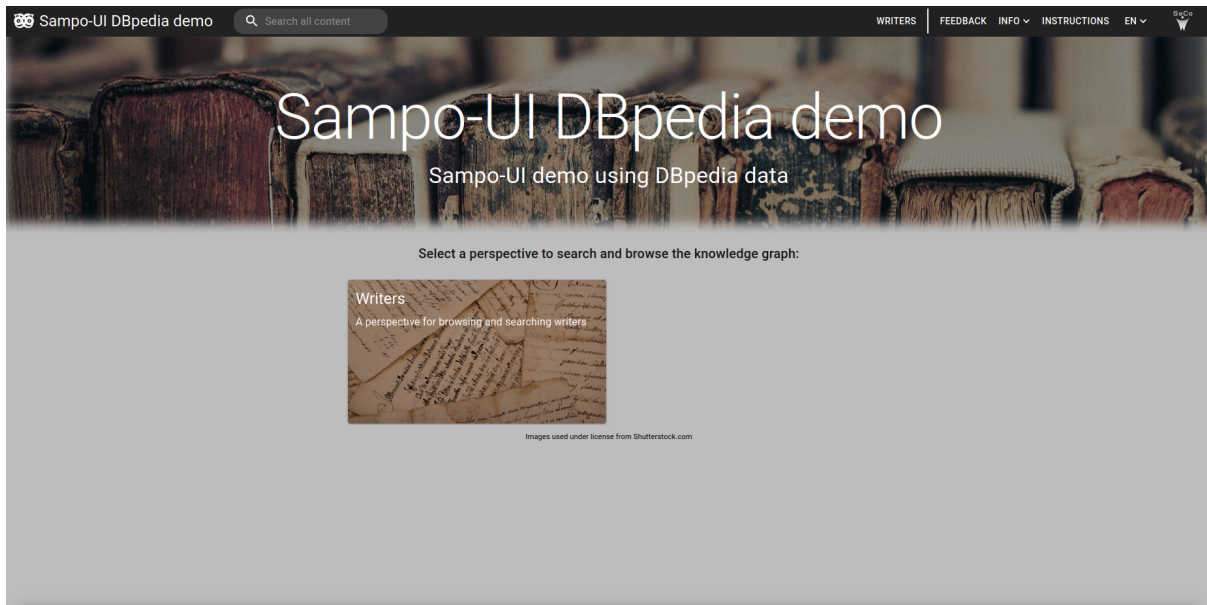 Sampo-UI DBpedia demo
Search all content
WRITERS
FEEDBACK
INFO
INSTRUCTIONS
EN
SeCo
Sampo-UI DBpedia demo
Sampo-UI demo using DBpedia data
Select a perspective to search and browse the knowledge graph:
Writers
A perspective for browsing and searching writers
Images used under license from Shutterstock.com